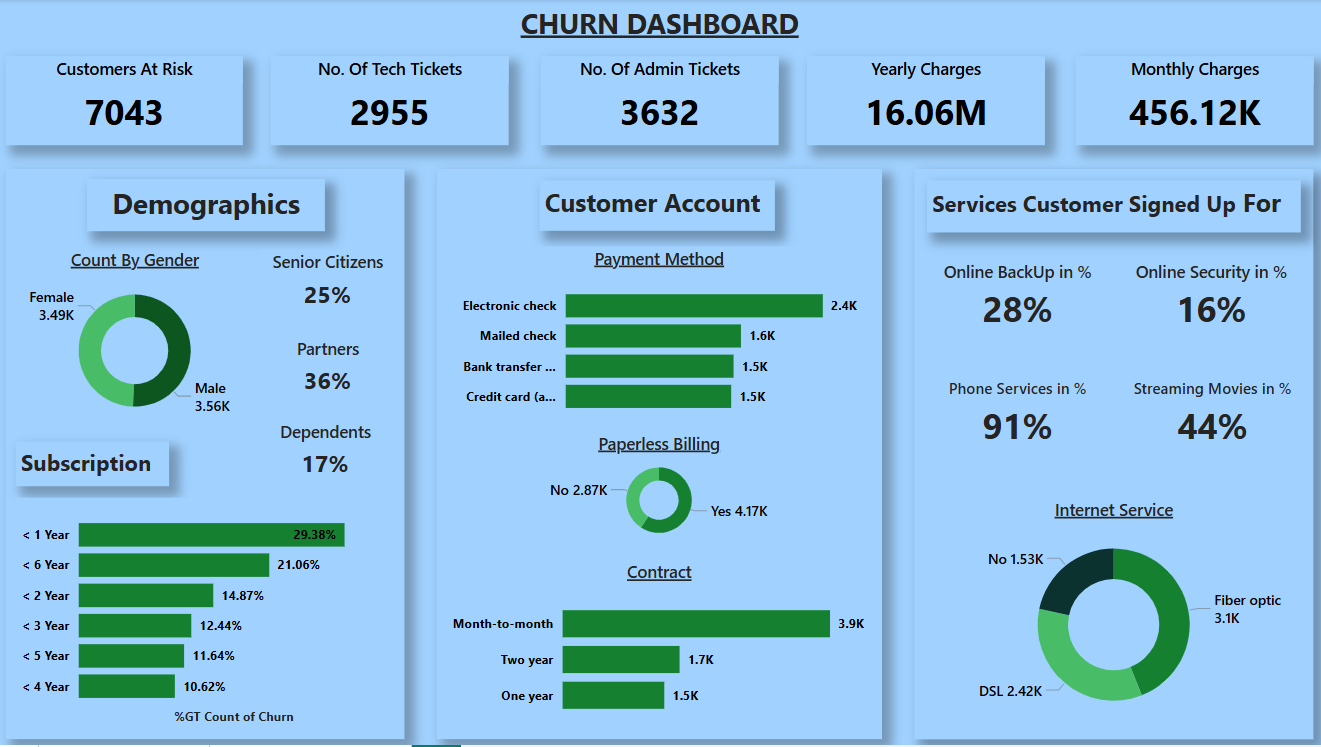 CHURN DASHBOARD
Customers At Risk
7043
No. Of Tech Tickets
2955
No. Of Admin Tickets
3632
Yearly Charges
16.06M
Monthly Charges
456.12K
Demographics
Count By Gender
Female
3.49K
Male
3.56K
Senior Citizens
25%
Partners
36%
Dependents
17%
Subscription
< 1 Year 29.38%
< 6 Year 21.06%
< 2 Year 14.87%
< 3 Year 12.44%
< 5 Year 11.64%
< 4 Year 10.62%
%GT Count of Churn
Customer Account
Payment Method
Electronic check 2.4K
Mailed check 1.6K
Bank transfer ... 1.5K
Credit card (a... 1.5K
Paperless Billing
No 2.87K
Yes 4.17K
Contract
Month-to-month 3.9K
Two year 1.7K
One year 1.5K
Services Customer Signed Up For
Online BackUp in %
28%
Online Security in %
16%
Phone Services in %
91%
Streaming Movies in %
44%
Internet Service
No 1.53K
Fiber optic
3.1K
DSL 2.42K